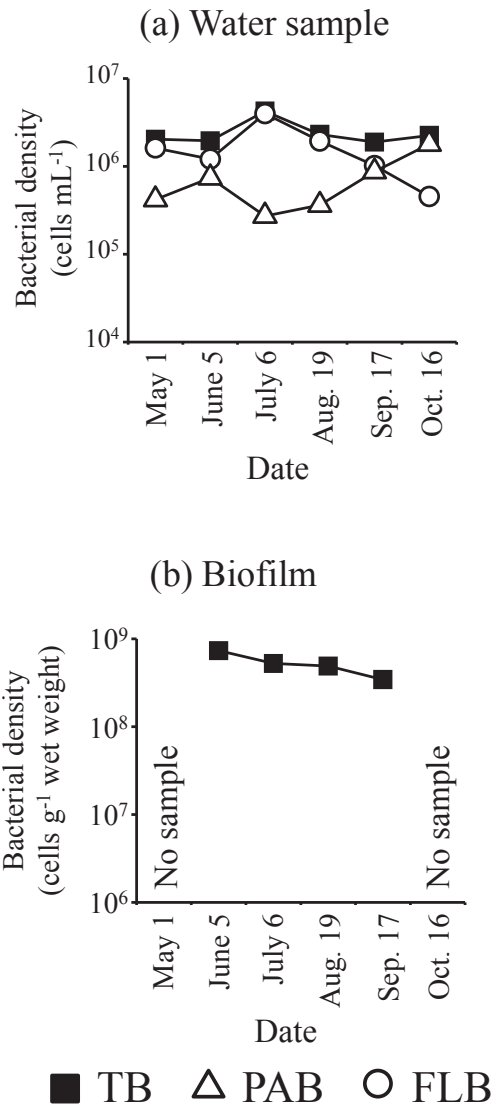 (a) Water sample
Bacterial density
(cells mL⁻¹)
10⁷
10⁶
10⁵
10⁴
May 1
June 5
July 6
Aug. 19
Sep. 17
Oct. 16
Date
(b) Biofilm
Bacterial density
(cells g⁻¹ wet weight)
10⁹
10⁸
10⁷
10⁶
No sample
No sample
May 1
June 5
July 6
Aug. 19
Sep. 17
Oct. 16
Date
TB PAB FLB